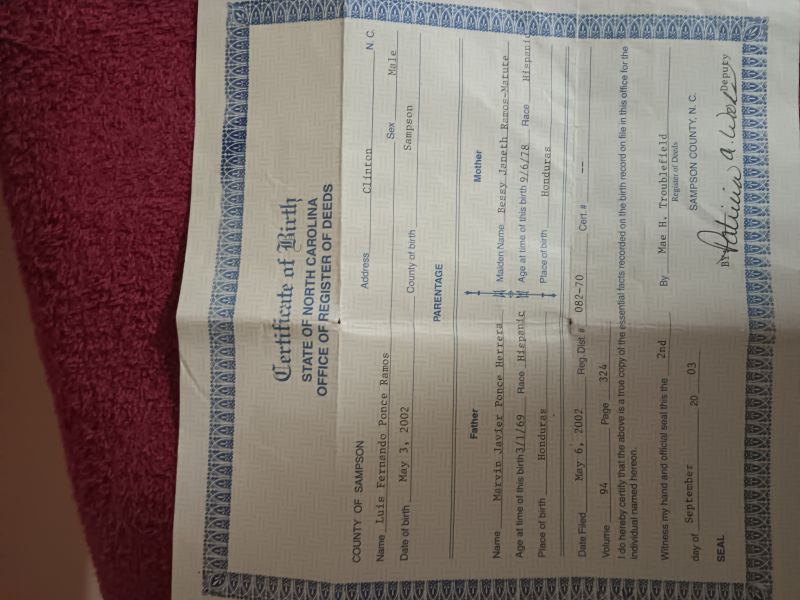 Certificate of Birth
STATE OF NORTH CAROLINA
OFFICE OF REGISTER OF DEEDS
COUNTY OF SAMPSON
Address Clinton N. C.
Name Luis Fernando Ponce Ramos Sex Male
Date of birth May 3, 2002 County of birth Sampson
PARENTAGE
Father Mother
Name Marvin Javier Ponce Herrera Maiden Name Bessy Janeth Ramos-Matute
Age at time of this birth 3/1/69 Race Hispanic Age at time of this birth 9/6/78 Race Hispanic
Place of birth Honduras Place of birth Honduras
Date Filed May 6, 2002 Reg. Dist # 082-70 Cert. # --
Volume 94 Page 324
I do hereby certify that the above is a true copy of the essential facts recorded on the birth record on file in this office for the
individual named hereon.
Witness my hand and official seal this the 2nd By Mae H. Troublefield
Register of Deeds
day of September 20 03 SAMPSON COUNTY, N. C.
SEAL By Patricia A. Deputy